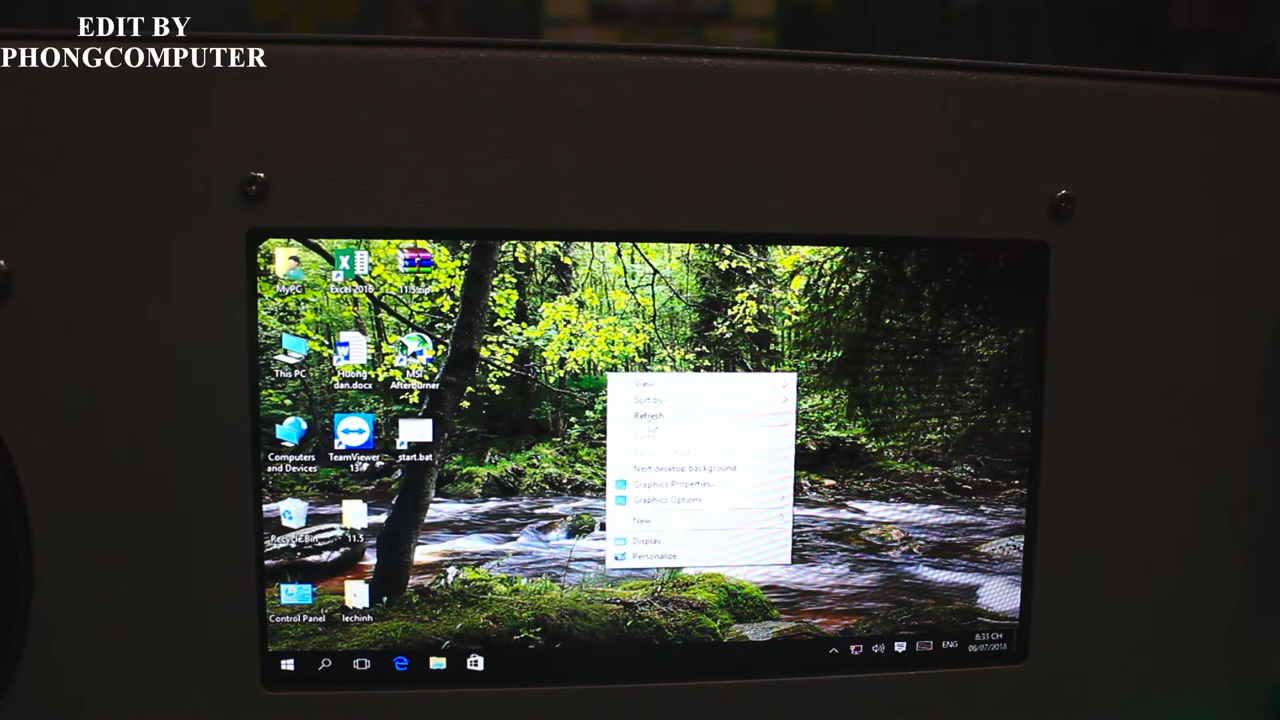 EDIT BY
PHONGCOMPUTER
MyPC
Excel 2016
11.5.zip
This PC
Huong
dan.docx
MSI
Afterburner
Computers
and Devices
TeamViewer
13
start.bat
Recycle Bin
11.5
Control Panel
lechinh
View
Sort by
Refresh
Next desktop background
Graphics Properties...
Graphics Options
New
Display
Personalize
ENG
8:33 CH
06/07/2018